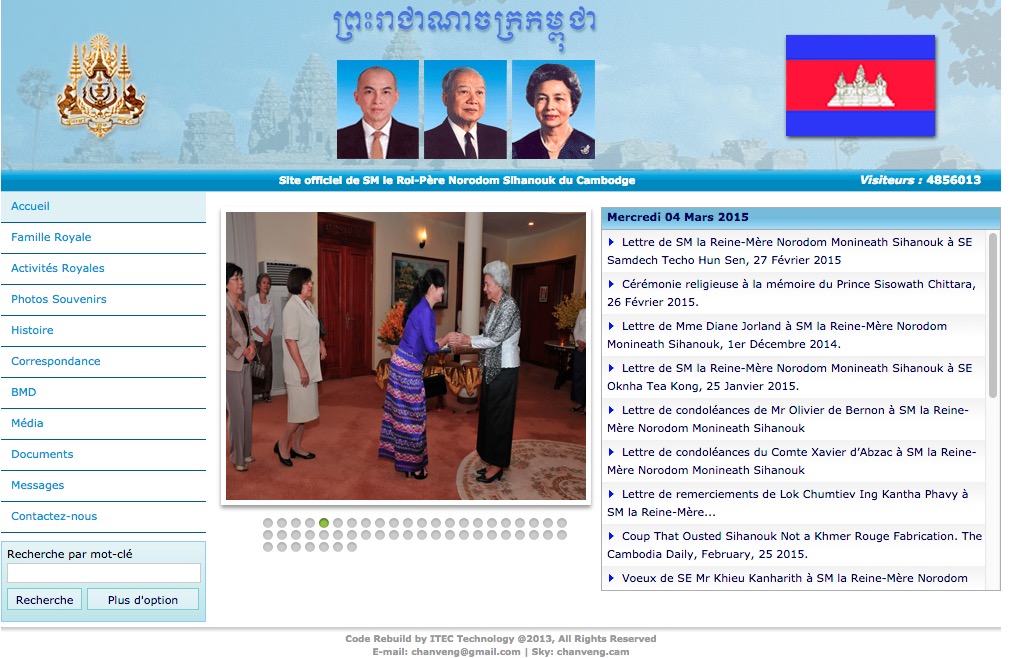 ព្រះរាជាណាចក្រកម្ពុជា
Site officiel de SM le Roi-Père Norodom Sihanouk du Cambodge
Visiteurs : 4856013
Accueil
Famille Royale
Activités Royales
Photos Souvenirs
Histoire
Correspondance
BMD
Média
Documents
Messages
Contactez-nous
Recherche par mot-clé
Recherche
Plus d'option
Mercredi 04 Mars 2015
Lettre de SM la Reine-Mère Norodom Monineath Sihanouk à SE
Samdech Techo Hun Sen, 27 Février 2015
Cérémonie religieuse à la mémoire du Prince Sisowath Chittara,
26 Février 2015.
Lettre de Mme Diane Jorland à SM la Reine-Mère Norodom
Monineath Sihanouk, 1er Décembre 2014.
Lettre de SM la Reine-Mère Norodom Monineath Sihanouk à SE
Oknha Tea Kong, 25 Janvier 2015.
Lettre de condoléances de Mr Olivier de Bernon à SM la Reine-
Mère Norodom Monineath Sihanouk
Lettre de condoléances du Comte Xavier d’Abzac à SM la Reine-
Mère Norodom Monineath Sihanouk
Lettre de remerciements de Lok Chumtiev Ing Kantha Phavy à
SM la Reine-Mère...
Coup That Ousted Sihanouk Not a Khmer Rouge Fabrication. The
Cambodia Daily, February, 25 2015.
Voeux de SE Mr Khieu Kanharith à SM la Reine-Mère Norodom
Code Rebuild by ITEC Technology @2013, All Rights Reserved
E-mail: chanveng@gmail.com | Sky: chanveng.cam